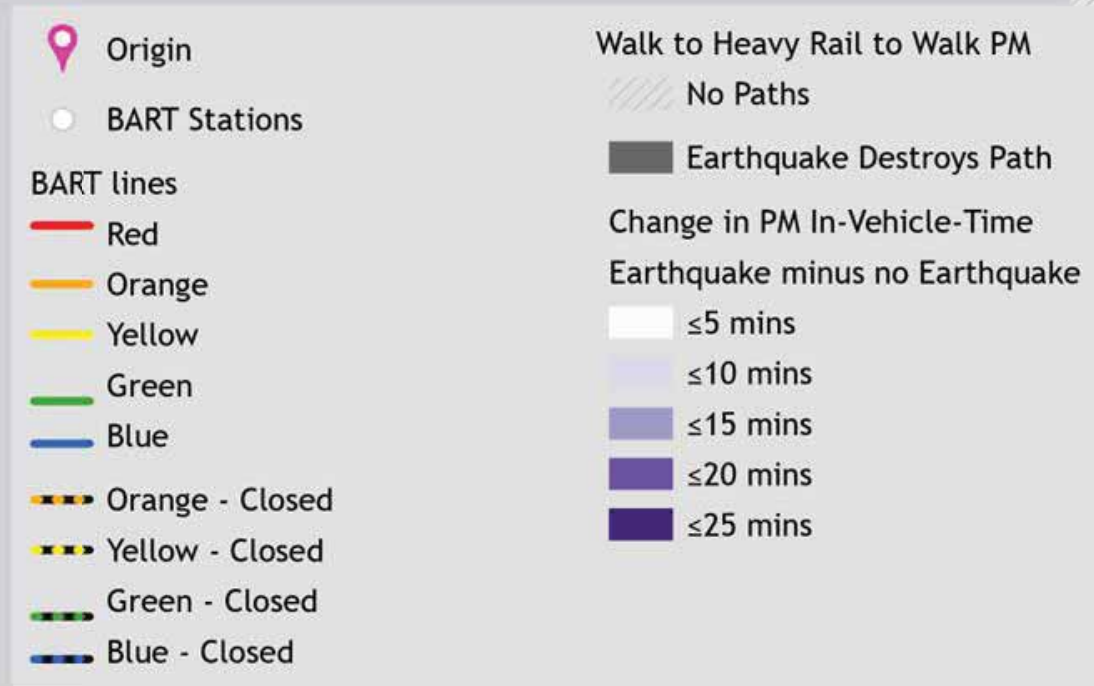 Origin
BART Stations
BART lines
Red
Orange
Yellow
Green
Blue
Orange - Closed
Yellow - Closed
Green - Closed
Blue - Closed
Walk to Heavy Rail to Walk PM
No Paths
Earthquake Destroys Path
Change in PM In-Vehicle-Time
Earthquake minus no Earthquake
≤5 mins
≤10 mins
≤15 mins
≤20 mins
≤25 mins